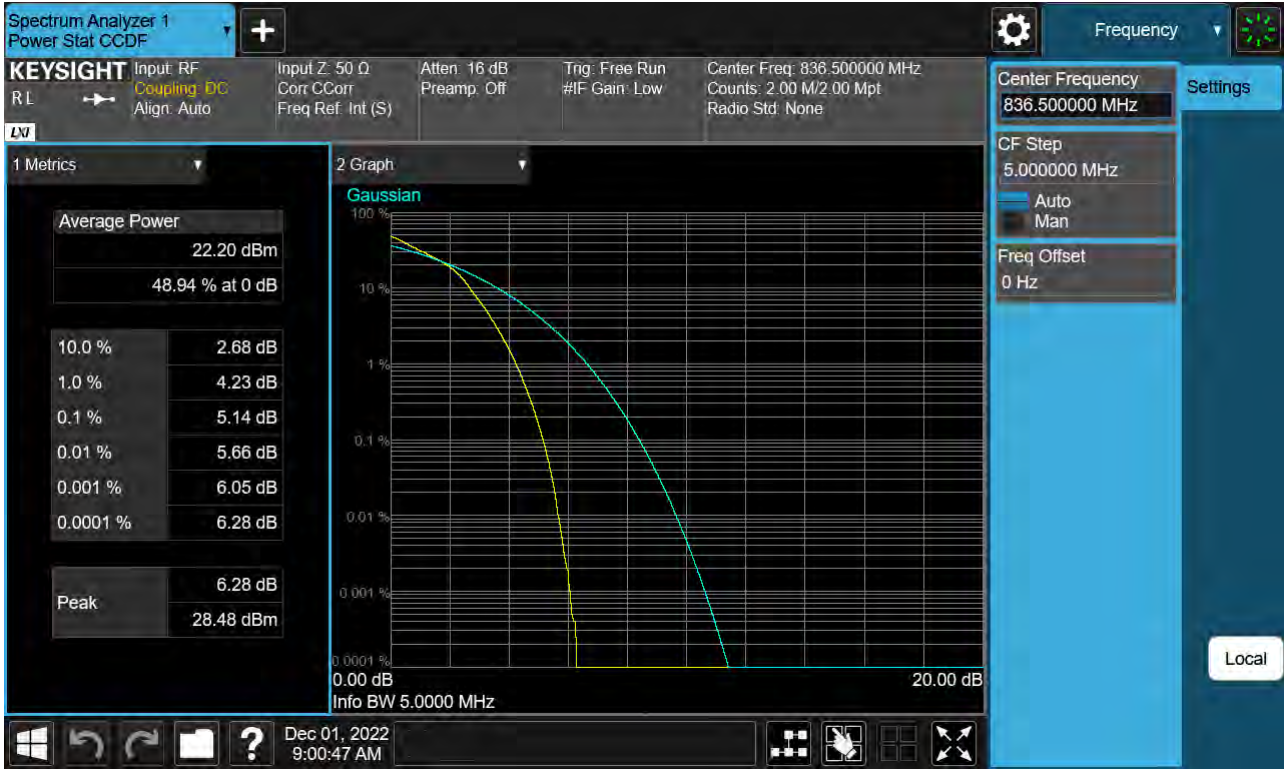 Spectrum Analyzer 1
Power Stat CCDF
+
Frequency
KEYSIGHT
R L
LXI
Input: RF
Coupling: DC
Align: Auto
Input Z: 50 Ω
Corr CCorr
Freq Ref: Int (S)
Atten: 16 dB
Preamp: Off
Trig: Free Run
#IF Gain: Low
Center Freq: 836.500000 MHz
Counts: 2.00 M/2.00 Mpt
Radio Std: None
Center Frequency
836.500000 MHz
Settings
CF Step
5.000000 MHz
Auto
Man
Freq Offset
0 Hz
Local
1 Metrics
Average Power
22.20 dBm
48.94 % at 0 dB
10.0 % 2.68 dB
1.0 % 4.23 dB
0.1 % 5.14 dB
0.01 % 5.66 dB
0.001 % 6.05 dB
0.0001 % 6.28 dB
Peak
6.28 dB
28.48 dBm
2 Graph
Gaussian
100 %
10 %
1 %
0.1 %
0.01 %
0.001 %
0.0001 %
0.00 dB 20.00 dB
Info BW 5.0000 MHz
?
Dec 01, 2022
9:00:47 AM